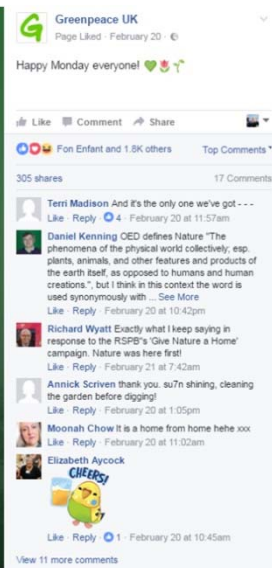 Greenpeace UK
Page Liked · February 20 ·
Happy Monday everyone!
Like Comment Share
Fon Enfant and 1.8K others Top Comments
305 shares 17 Comments
Terri Madison And it's the only one we've got - - -
Like · Reply · 4 · February 20 at 11:57am
Daniel Kenning OED defines Nature "The
phenomena of the physical world collectively; esp.
plants, animals, and other features and products of
the earth itself, as opposed to humans and human
creations.", but I think in this context the word is
used synonymously with ... See More
Like · Reply · February 20 at 10:42pm
Richard Wyatt Exactly what I keep saying in
response to the RSPB"s 'Give Nature a Home'
campaign. Nature was here first!
Like · Reply · February 21 at 7:42am
Annick Scriven thank you. su7n shining, cleaning
the garden before digging!
Like · Reply · February 20 at 1:05pm
Moonah Chow It is a home from home hehe xxx
Like · Reply · February 20 at 11:02am
Elizabeth Aycock
CHEERS!
Like · Reply · 1 · February 20 at 10:45am
View 11 more comments